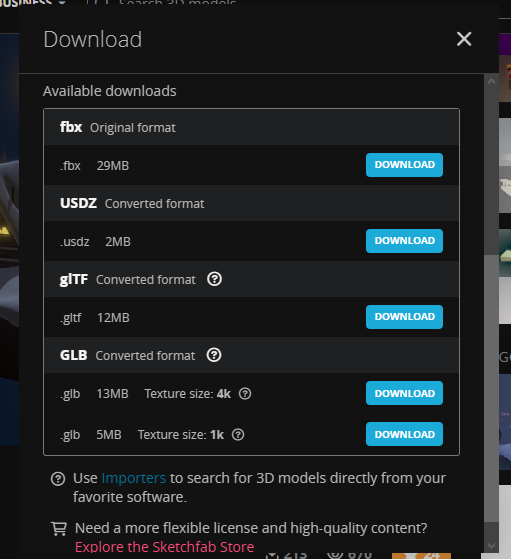 BUSINESS
Search 3D models
Download
Available downloads
fbx Original format
.fbx 29MB DOWNLOAD
USDZ Converted format
.usdz 2MB DOWNLOAD
glTF Converted format ?
.gltf 12MB DOWNLOAD
GLB Converted format ?
.glb 13MB Texture size: 4k ? DOWNLOAD
.glb 5MB Texture size: 1k ? DOWNLOAD
? Use Importers to search for 3D models directly from your
favorite software.
Need a more flexible license and high-quality content?
Explore the Sketchfab Store
213 670 24